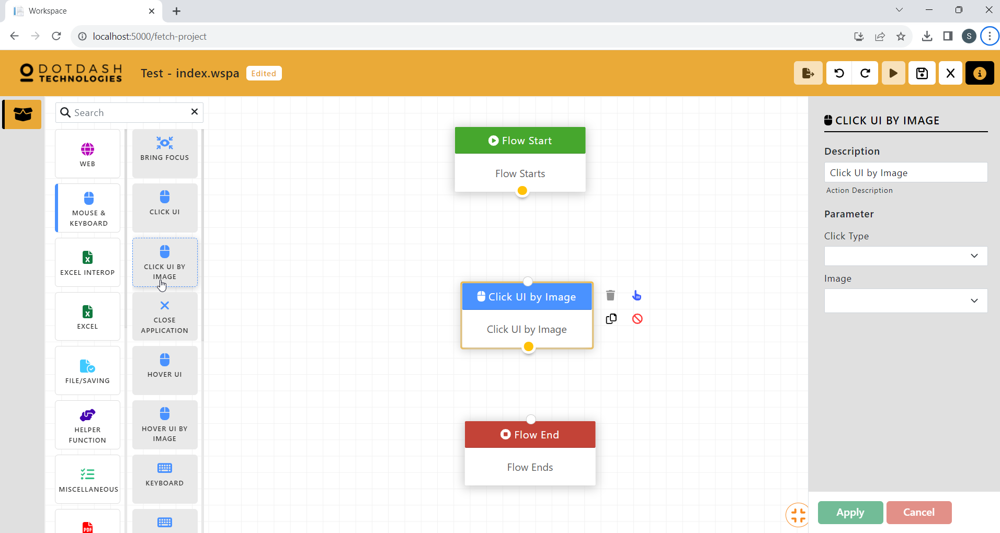 Workspace
localhost:5000/fetch-project
DOTDASH
TECHNOLOGIES
Test - index.wspa
Edited
S
Search
WEB
MOUSE &
KEYBOARD
EXCEL INTEROP
EXCEL
FILE/SAVING
HELPER
FUNCTION
MISCELLANEOUS
PDF
BRING FOCUS
CLICK UI
CLICK UI BY
IMAGE
CLOSE
APPLICATION
HOVER UI
HOVER UI BY
IMAGE
KEYBOARD
Flow Start
Flow Starts
Click UI by Image
Click UI by Image
Flow End
Flow Ends
CLICK UI BY IMAGE
Description
Click UI by Image
Action Description
Parameter
Click Type
Image
Apply
Cancel